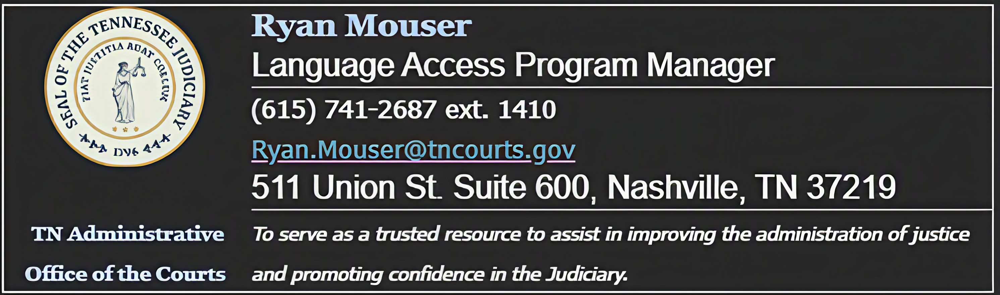 SEAL OF THE TENNESSEE JUDICIARY
Ryan Mouser
Language Access Program Manager
(615) 741-2687 ext. 1410
Ryan.Mouser@tncourts.gov
511 Union St. Suite 600, Nashville, TN 37219
TN Administrative
Office of the Courts
To serve as a trusted resource to assist in improving the administration of justice
and promoting confidence in the Judiciary.